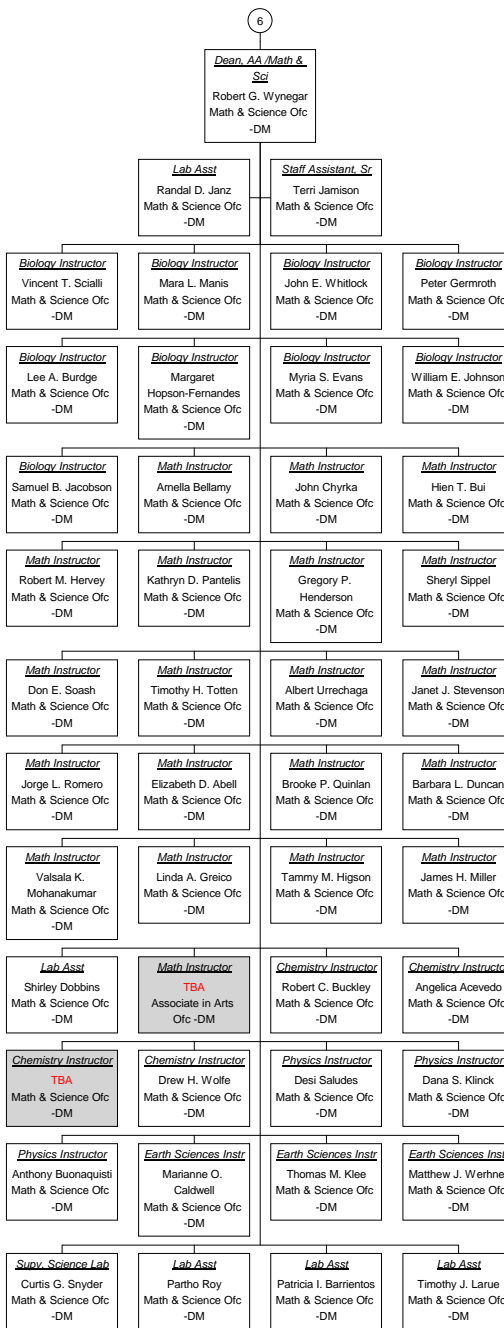 6
Dean, AA /Math &
Sci
Robert G. Wynegar
Math & Science Ofc
-DM
Lab Asst
Randal D. Janz
Math & Science Ofc
-DM
Staff Assistant, Sr
Terri Jamison
Math & Science Ofc
-DM
Biology Instructor
Vincent T. Scialli
Math & Science Ofc
-DM
Biology Instructor
Mara L. Manis
Math & Science Ofc
-DM
Biology Instructor
John E. Whitlock
Math & Science Ofc
-DM
Biology Instructor
Peter Germroth
Math & Science Ofc
-DM
Biology Instructor
Lee A. Burdge
Math & Science Ofc
-DM
Biology Instructor
Margaret
Hopson-Fernandes
Math & Science Ofc
-DM
Biology Instructor
Myria S. Evans
Math & Science Ofc
-DM
Biology Instructor
William E. Johnson
Math & Science Ofc
-DM
Biology Instructor
Samuel B. Jacobson
Math & Science Ofc
-DM
Math Instructor
Arnella Bellamy
Math & Science Ofc
-DM
Math Instructor
John Chyrka
Math & Science Ofc
-DM
Math Instructor
Hien T. Bui
Math & Science Ofc
-DM
Math Instructor
Robert M. Hervey
Math & Science Ofc
-DM
Math Instructor
Kathryn D. Pantelis
Math & Science Ofc
-DM
Math Instructor
Gregory P.
Henderson
Math & Science Ofc
-DM
Math Instructor
Sheryl Sippel
Math & Science Ofc
-DM
Math Instructor
Don E. Soash
Math & Science Ofc
-DM
Math Instructor
Timothy H. Totten
Math & Science Ofc
-DM
Math Instructor
Albert Urrechaga
Math & Science Ofc
-DM
Math Instructor
Janet J. Stevenson
Math & Science Ofc
-DM
Math Instructor
Jorge L. Romero
Math & Science Ofc
-DM
Math Instructor
Elizabeth D. Abell
Math & Science Ofc
-DM
Math Instructor
Brooke P. Quinlan
Math & Science Ofc
-DM
Math Instructor
Barbara L. Duncan
Math & Science Ofc
-DM
Math Instructor
Valsala K.
Mohanakumar
Math & Science Ofc
-DM
Math Instructor
Linda A. Greico
Math & Science Ofc
-DM
Math Instructor
Tammy M. Higson
Math & Science Ofc
-DM
Math Instructor
James H. Miller
Math & Science Ofc
-DM
Lab Asst
Shirley Dobbins
Math & Science Ofc
-DM
Math Instructor
TBA
Associate in Arts
Ofc -DM
Chemistry Instructor
Robert C. Buckley
Math & Science Ofc
-DM
Chemistry Instructor
Angelica Acevedo
Math & Science Ofc
-DM
Chemistry Instructor
TBA
Math & Science Ofc
-DM
Chemistry Instructor
Drew H. Wolfe
Math & Science Ofc
-DM
Physics Instructor
Desi Saludes
Math & Science Ofc
-DM
Physics Instructor
Dana S. Klinck
Math & Science Ofc
-DM
Physics Instructor
Anthony Buonaquisti
Math & Science Ofc
-DM
Earth Sciences Instr
Marianne O.
Caldwell
Math & Science Ofc
-DM
Earth Sciences Instr
Thomas M. Klee
Math & Science Ofc
-DM
Earth Sciences Inst
Matthew J. Werhne
Math & Science Ofc
-DM
Supv, Science Lab
Curtis G. Snyder
Math & Science Ofc
-DM
Lab Asst
Partho Roy
Math & Science Ofc
-DM
Lab Asst
Patricia I. Barrientos
Math & Science Ofc
-DM
Lab Asst
Timothy J. Larue
Math & Science Ofc
-DM